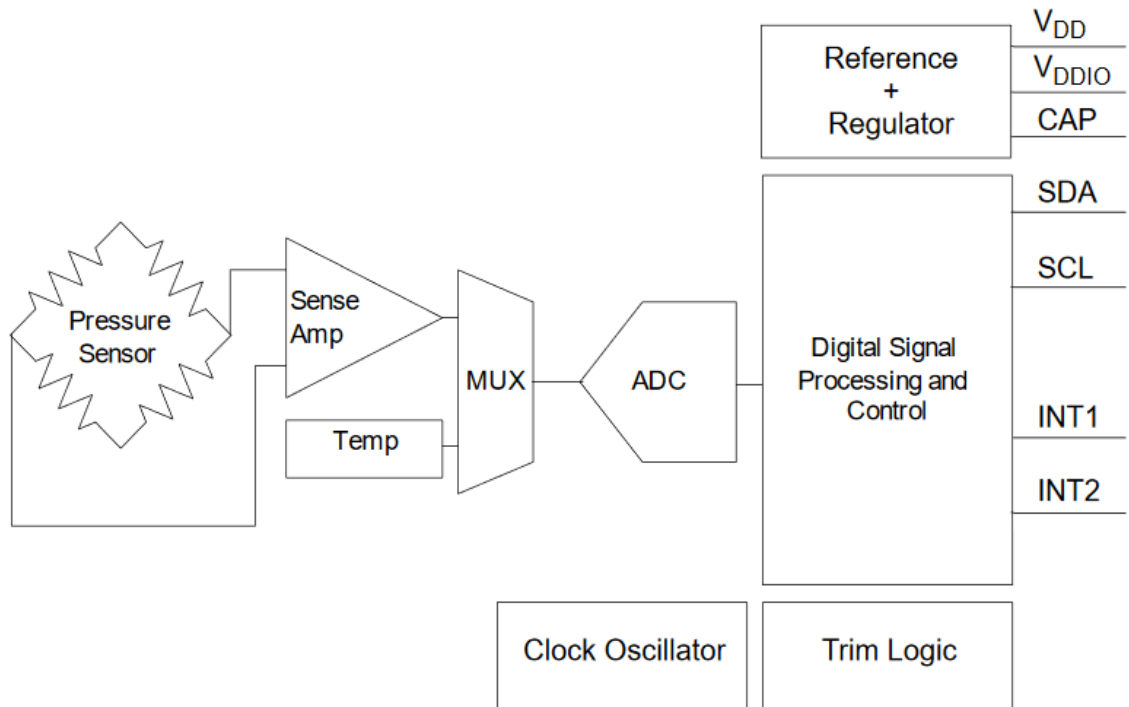 Reference
+
Regulator
VDD
VDDIO
CAP
Pressure
Sensor
Sense
Amp
Temp
MUX
ADC
Digital Signal
Processing and
Control
SDA
SCL
INT1
INT2
Clock Oscillator
Trim Logic